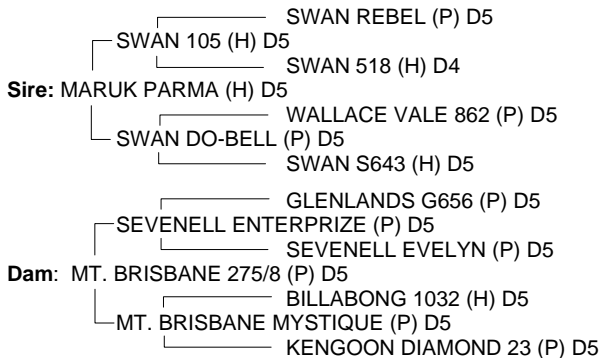 SWAN REBEL (P) D5
SWAN 105 (H) D5
SWAN 518 (H) D4
Sire: MARUK PARMA (H) D5
WALLACE VALE 862 (P) D5
SWAN DO-BELL (P) D5
SWAN S643 (H) D5
GLENLANDS G656 (P) D5
SEVENELL ENTERPRIZE (P) D5
SEVENELL EVELYN (P) D5
Dam: MT. BRISBANE 275/8 (P) D5
BILLABONG 1032 (H) D5
MT. BRISBANE MYSTIQUE (P) D5
KENGOON DIAMOND 23 (P) D5